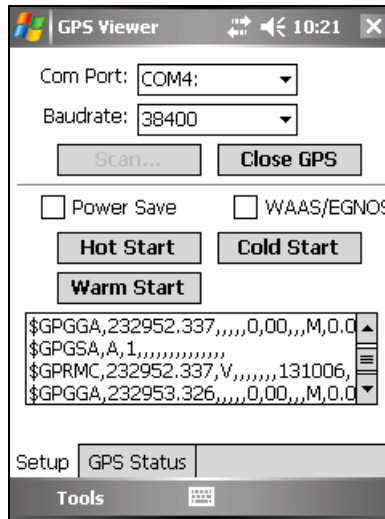 GPS Viewer 10:21
Com Port: COM4:
Baudrate: 38400
Scan... Close GPS
Power Save WAAS/EGNOS
Hot Start Cold Start
Warm Start
$GPGGA,232952.337,,,,,0,00,,,M,0.0
$GPGSA,A,1,,,,,,,,,,,,,,
$GPRMC,232952.337,V,,,,,,,131006,
$GPGGA,232953.326,,,,,0,00,,,M,0.0
Setup GPS Status
Tools